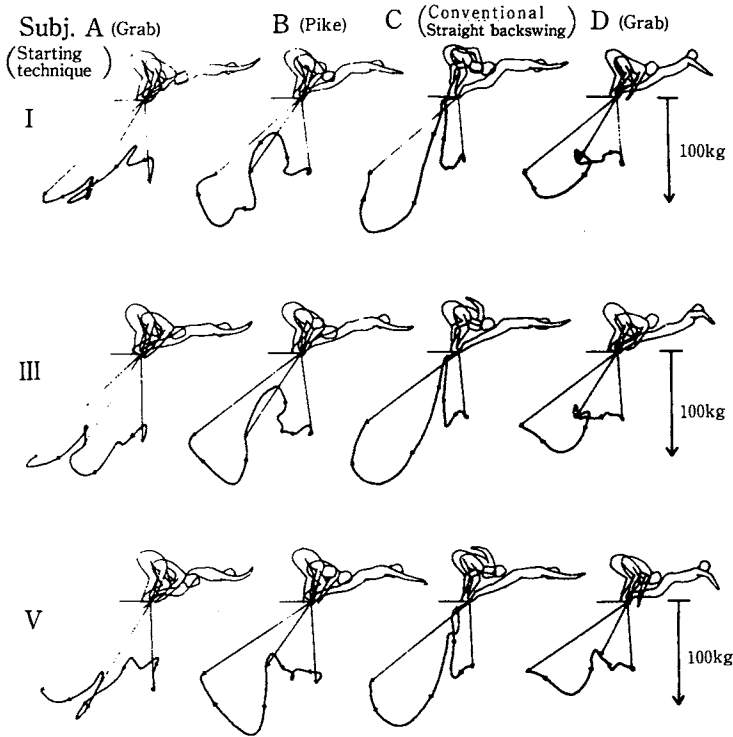 Subj. A (Grab) B (Pike) C (Conventional Straight backswing) D (Grab)
(Starting technique)
I
100kg
III
100kg
V
100kg